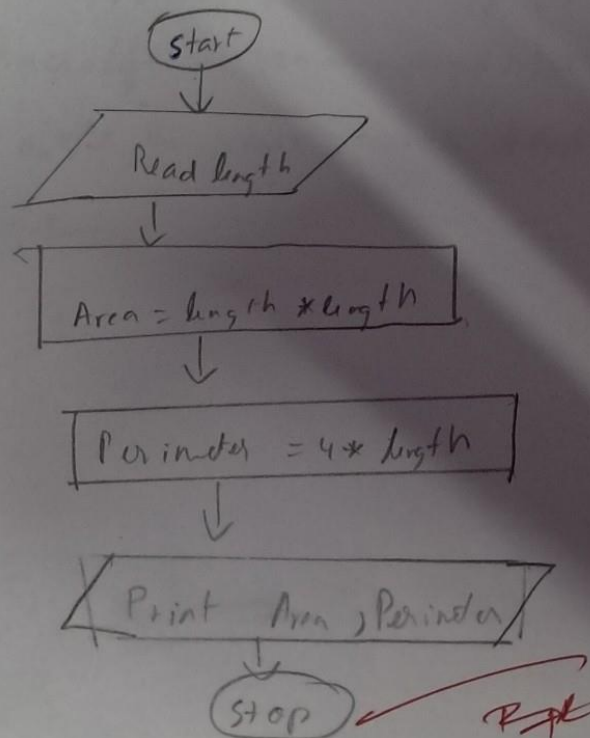 Start
Read length
Area = length * length
Perimeter = 4 * length
Print Area , Perimeter
Stop